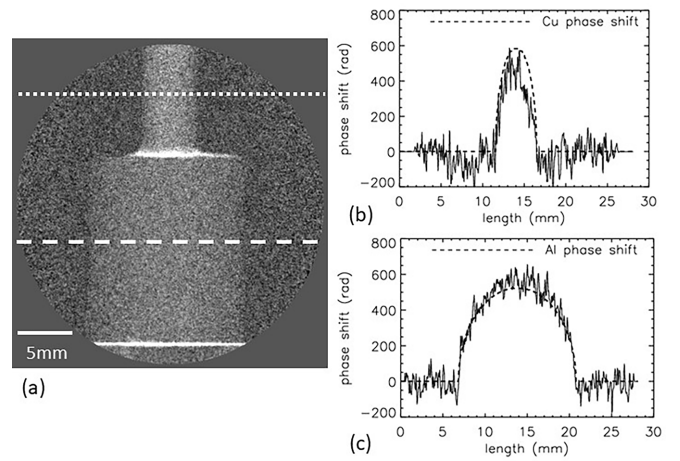 5mm
(a)
(b)
Cu phase shift
phase shift (rad)
800
600
400
200
0
−200
0 5 10 15 20 25 30
length (mm)
(c)
Al phase shift
phase shift (rad)
800
600
400
200
0
−200
0 5 10 15 20 25 30
length (mm)